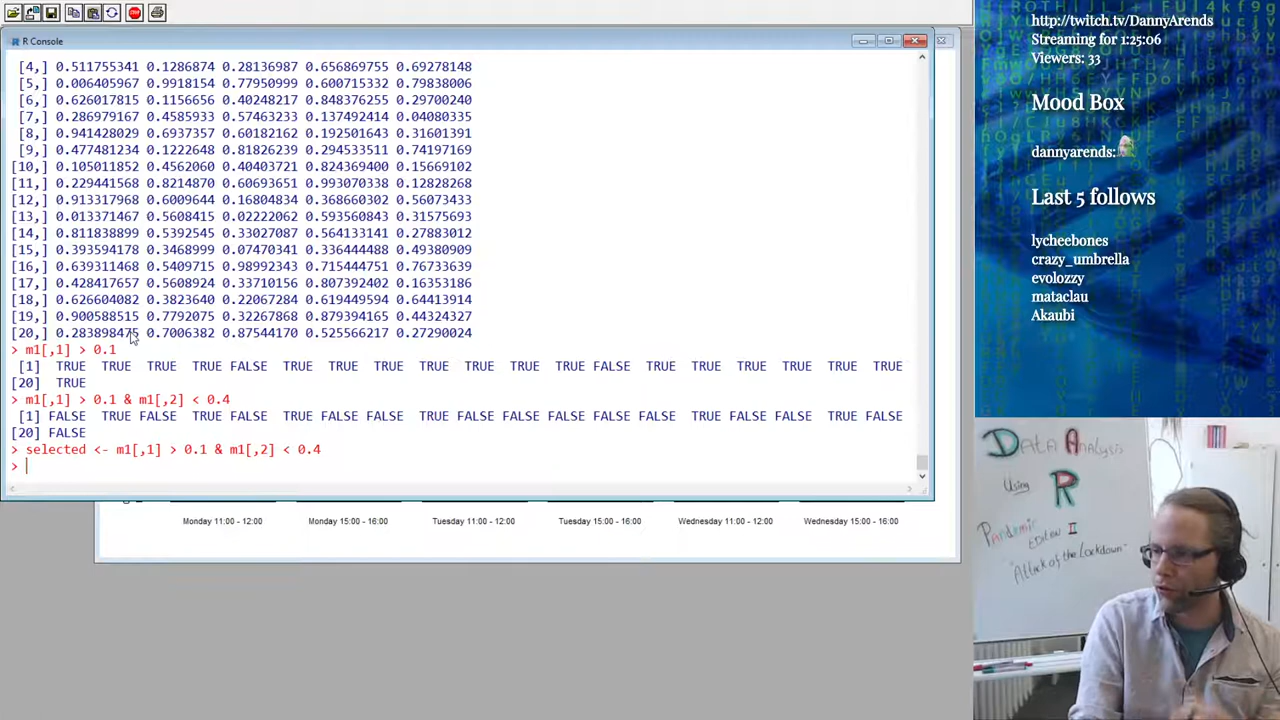 R Console
[4,] 0.511755341 0.1286874 0.28136987 0.656035533 0.69278148
[5,] 0.006405967 0.9918154 0.77950999 0.600715332 0.79838006
[6,] 0.626017815 0.1156656 0.40248217 0.848376255 0.29700240
[7,] 0.286979167 0.4585933 0.57463233 0.137492414 0.04080335
[8,] 0.941428029 0.6937357 0.60182162 0.192501643 0.31601391
[9,] 0.477481234 0.1222648 0.81826239 0.294533511 0.74197169
[10,] 0.105011852 0.4562060 0.40403721 0.824369400 0.15669102
[11,] 0.229441568 0.8214870 0.60693651 0.993070338 0.12828268
[12,] 0.913317968 0.6009644 0.16804834 0.368660302 0.56073433
[13,] 0.013371467 0.5608415 0.02222062 0.593560843 0.31575693
[14,] 0.811838899 0.5392545 0.33027087 0.564133141 0.27883012
[15,] 0.393594178 0.3468999 0.07470341 0.336444488 0.49380909
[16,] 0.639311468 0.5409715 0.98992343 0.715444751 0.76733639
[17,] 0.428417657 0.5608924 0.33710156 0.807392402 0.16353186
[18,] 0.626604082 0.3823640 0.22067284 0.619449594 0.64413914
[19,] 0.900588515 0.7792075 0.32267868 0.879394165 0.44324327
[20,] 0.283898475 0.7006382 0.87544170 0.525566217 0.27290024
> m1[,1] > 0.1
[1] TRUE TRUE TRUE TRUE FALSE TRUE TRUE TRUE TRUE TRUE TRUE TRUE FALSE TRUE TRUE TRUE TRUE TRUE TRUE
[20] TRUE
> m1[,1] > 0.1 & m1[,2] < 0.4
[1] FALSE TRUE FALSE TRUE FALSE TRUE FALSE FALSE TRUE FALSE FALSE FALSE FALSE FALSE TRUE FALSE FALSE TRUE FALSE
[20] FALSE
> selected <- m1[,1] > 0.1 & m1[,2] < 0.4
>
Monday 11:00 - 12:00
Monday 15:00 - 16:00
Tuesday 11:00 - 12:00
Tuesday 15:00 - 16:00
Wednesday 11:00 - 12:00
Wednesday 15:00 - 16:00
http://twitch.tv/DannyArends
Streaming for 1:25:06
Viewers: 33
Mood Box
dannyarends:
Last 5 follows
lycheebones
crazy_umbrella
evolozzy
mataclau
Akaubi
Data Analysis
Using
R
Pandemic
Edition II
"Attack of the Lockdown"